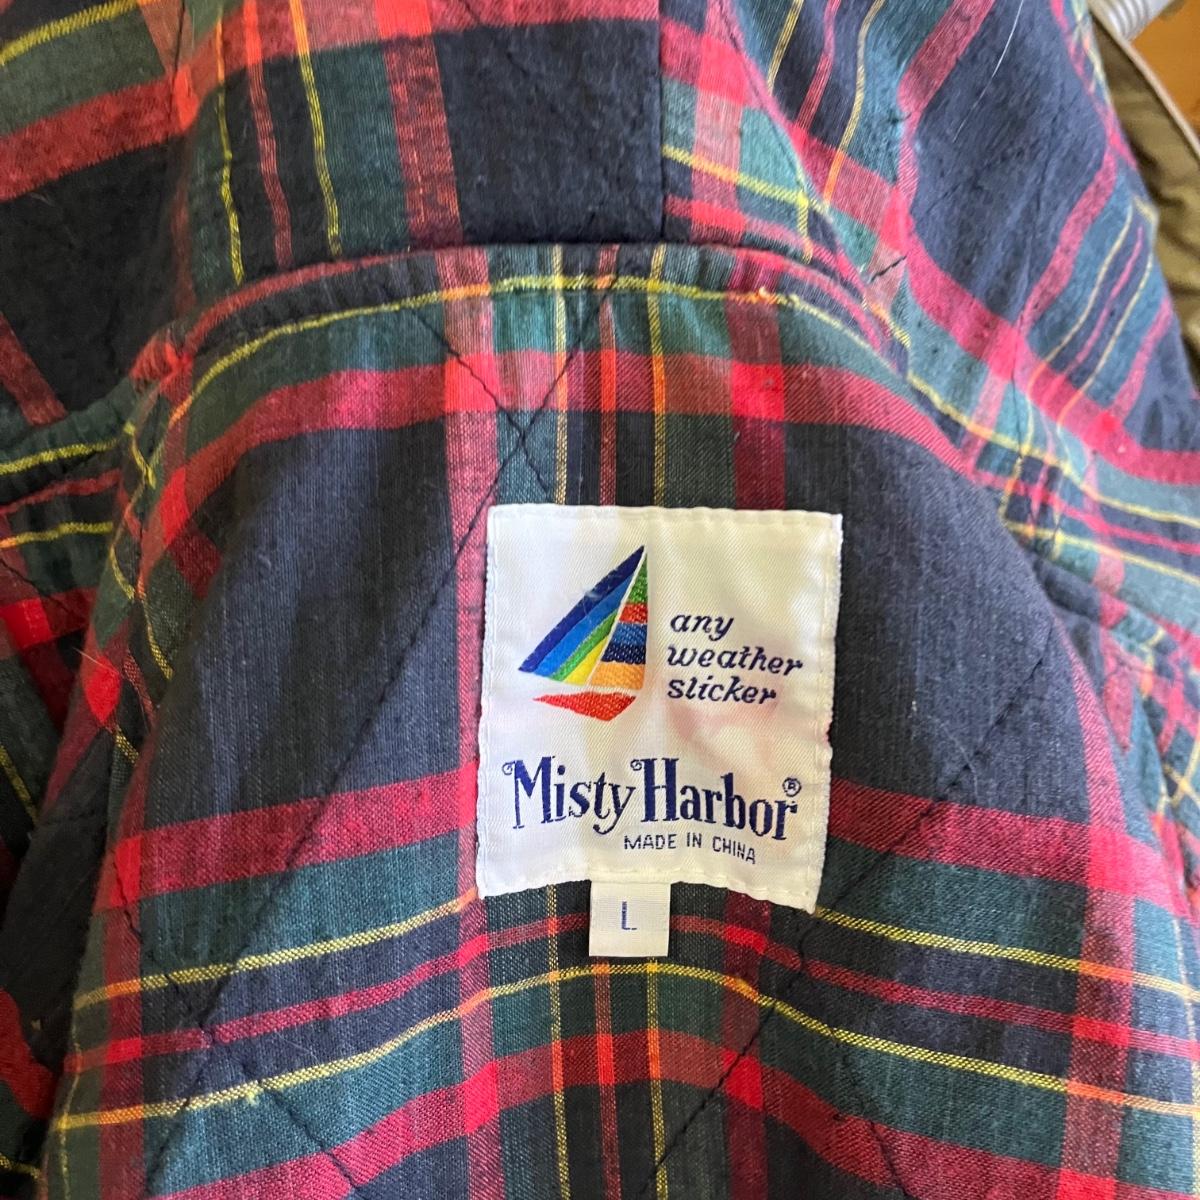 any
weather
slicker
Misty Harbor®
MADE IN CHINA
L